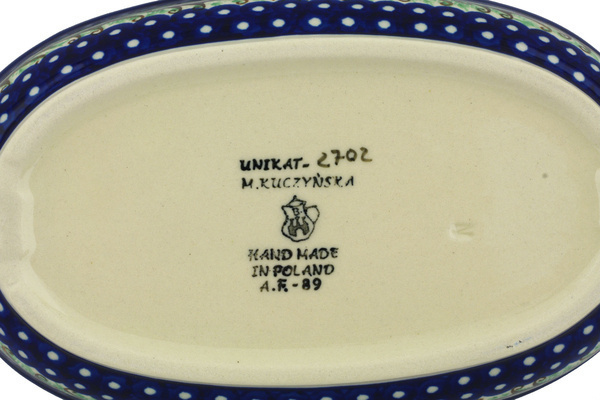 UNIKAT- 2702
M.KUCZYŃSKA
HAND MADE
IN POLAND
A.F.-89